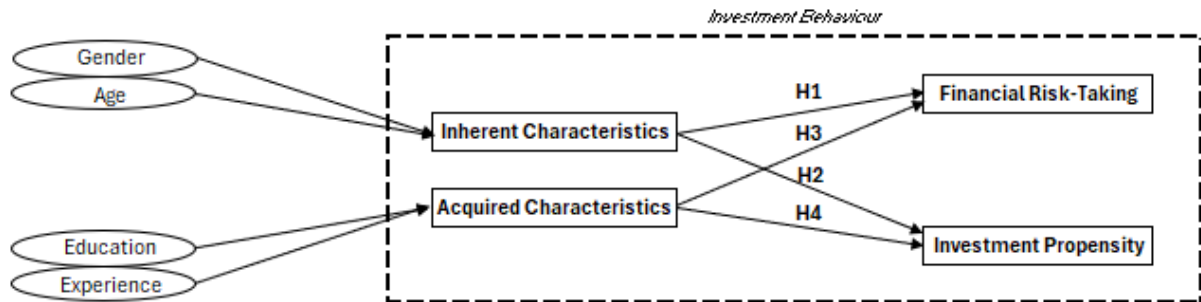 Investment Behaviour
Gender
Age
Inherent Characteristics
Acquired Characteristics
Education
Experience
H1
H3
H2
H4
Financial Risk-Taking
Investment Propensity